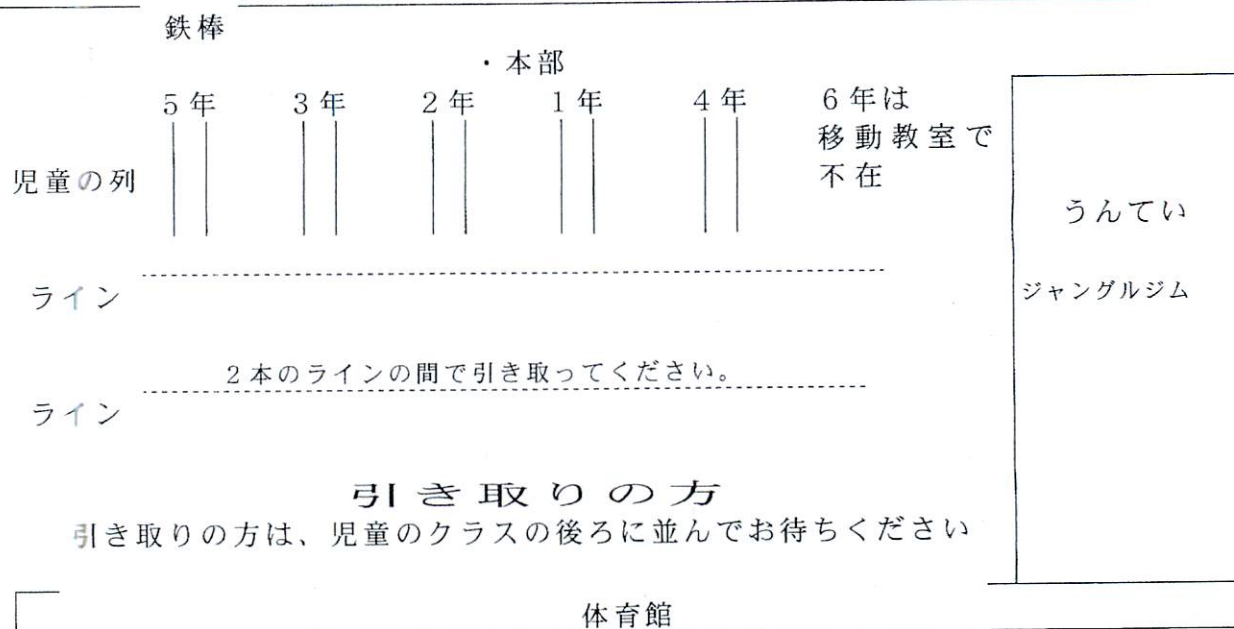 鉄棒
・本部
5年 3年 2年 1年 4年 6年は
移動教室で
不在
児童の列
うんてい
ライン
ジャングルジム
2本のラインの間で引き取ってください。
ライン
引き取りの方
引き取りの方は、児童のクラスの後ろに並んでお待ちください
体育館